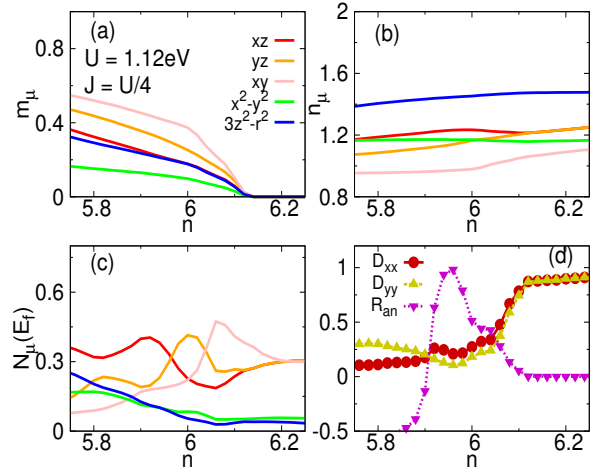 (a)
U = 1.12eV
J = U/4
xz
yz
xy
x²-y²
3z²-r²
m_μ
0.8
0.4
0
5.8 6 6.2
n
(b)
n_μ
2
1.6
1.2
0.8
5.8 6 6.2
n
(c)
N_μ(E_f)
0.6
0.3
0
5.8 6 6.2
n
(d)
D_xx
D_yy
R_an
1
0.5
0
-0.5
5.8 6 6.2
n